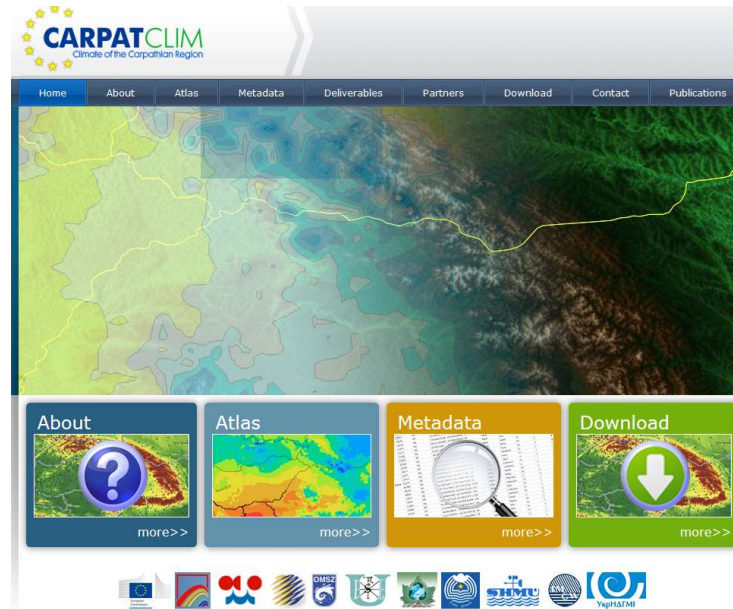 CARPATCLIM
Climate of the Carpathian Region
Home About Atlas Metadata Deliverables Partners Download Contact Publications
About Atlas Metadata Download
more>> more>> more>> more>>
OMSZ
SHMU
УкрНДГМІ